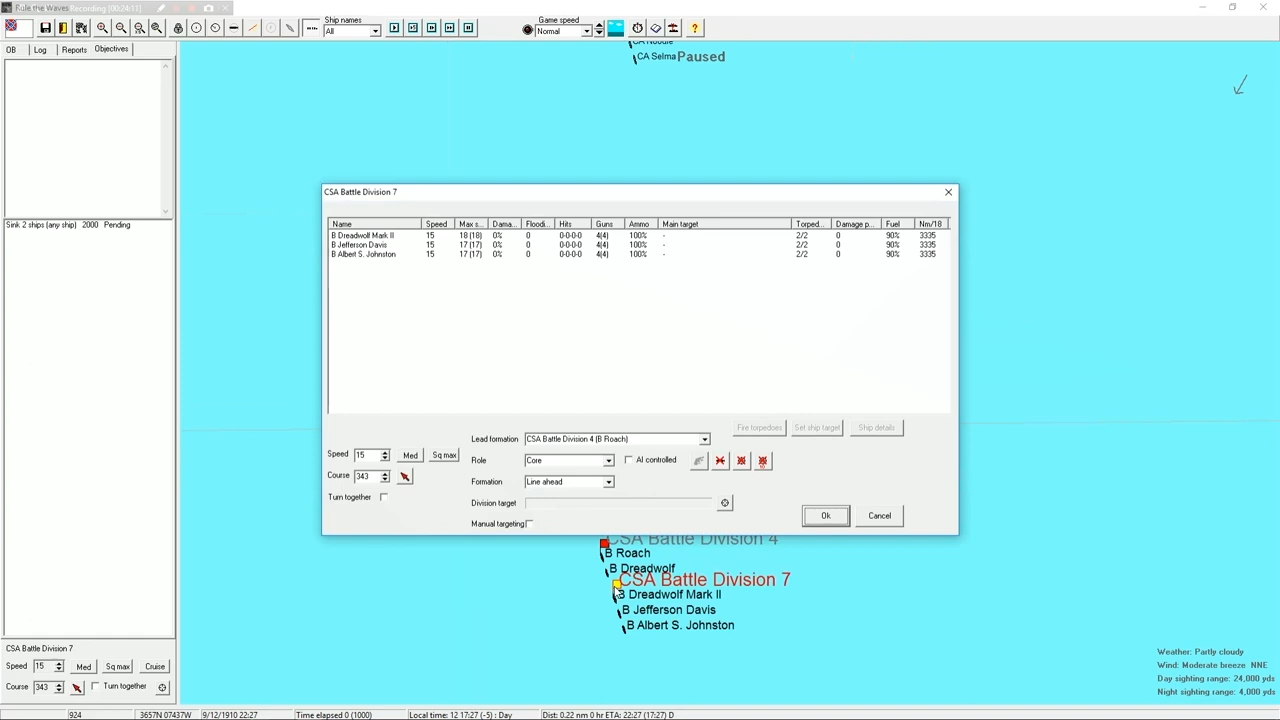 Rule the Waves
Recording [00:24:11]
Ship names
All
Game speed
Normal
OB Log Reports Objectives
CA Selma
Paused
Sink 2 ships (any ship) 2000 Pending
CSA Battle Division 7
Name Speed Max s... Dama... Floodi... Hits Guns Ammo Main target Torped... Damage p... Fuel Nm/18
B Dreadwolf Mark II 15 18 (18) 0% 0 0-0-0-0 4(4) 100% - 2/2 0 90% 3335
B Jefferson Davis 15 17 (17) 0% 0 0-0-0-0 4(4) 100% - 2/2 0 90% 3335
B Albert S. Johnston 15 17 (17) 0% 0 0-0-0-0 4(4) 100% - 2/2 0 90% 3335
Fire torpedoes Set ship target Ship details
Lead formation CSA Battle Division 4 (B Roach)
Speed 15 Med Sq max
Role Core AI controlled
Course 343
Formation Line ahead
Turn together
Division target
Manual targeting
Ok Cancel
CSA Battle Division 4
B Roach
B Dreadwolf
CSA Battle Division 7
B Dreadwolf Mark II
B Jefferson Davis
B Albert S. Johnston
CSA Battle Division 7
Speed 15 Med Sq max Cruise
Course 343 Turn together
Weather: Partly cloudy
Wind: Moderate breeze NNE
Day sighting range: 24,000 yds
Night sighting range: 4,000 yds
924 3657N 07437W 9/12/1910 22:27 Time elapsed 0 (1000) Local time: 12 17:27 (-5) : Day Dist: 0.22 nm 0 hr ETA: 22:27 (17:27) D